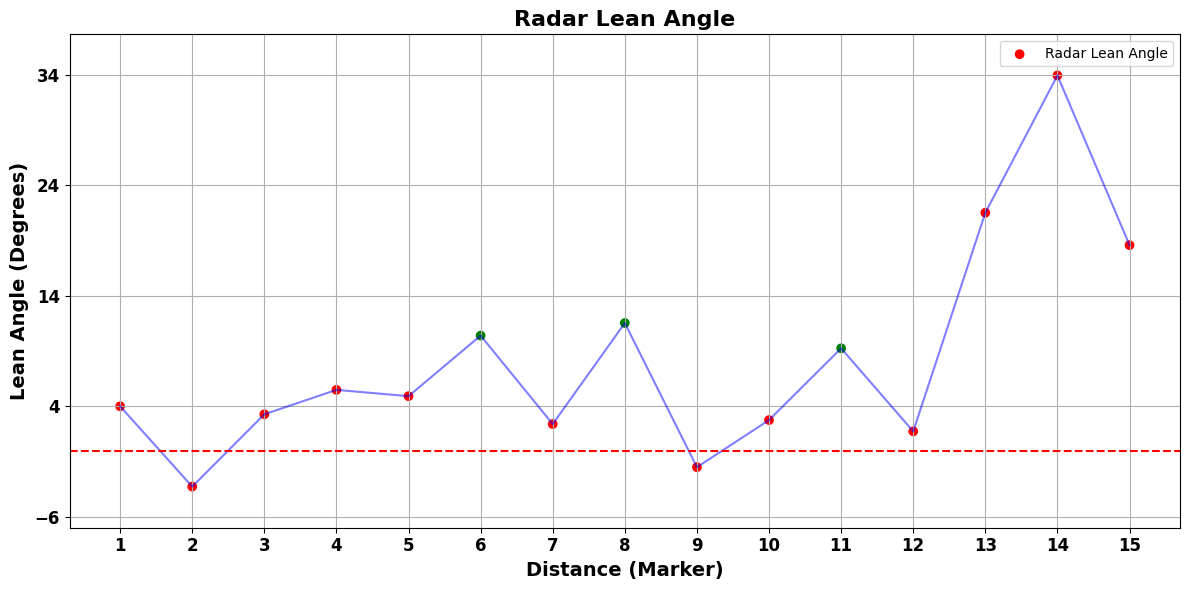 Radar Lean Angle
Radar Lean Angle
34
24
14
4
−6
Lean Angle (Degrees)
1 2 3 4 5 6 7 8 9 10 11 12 13 14 15
Distance (Marker)